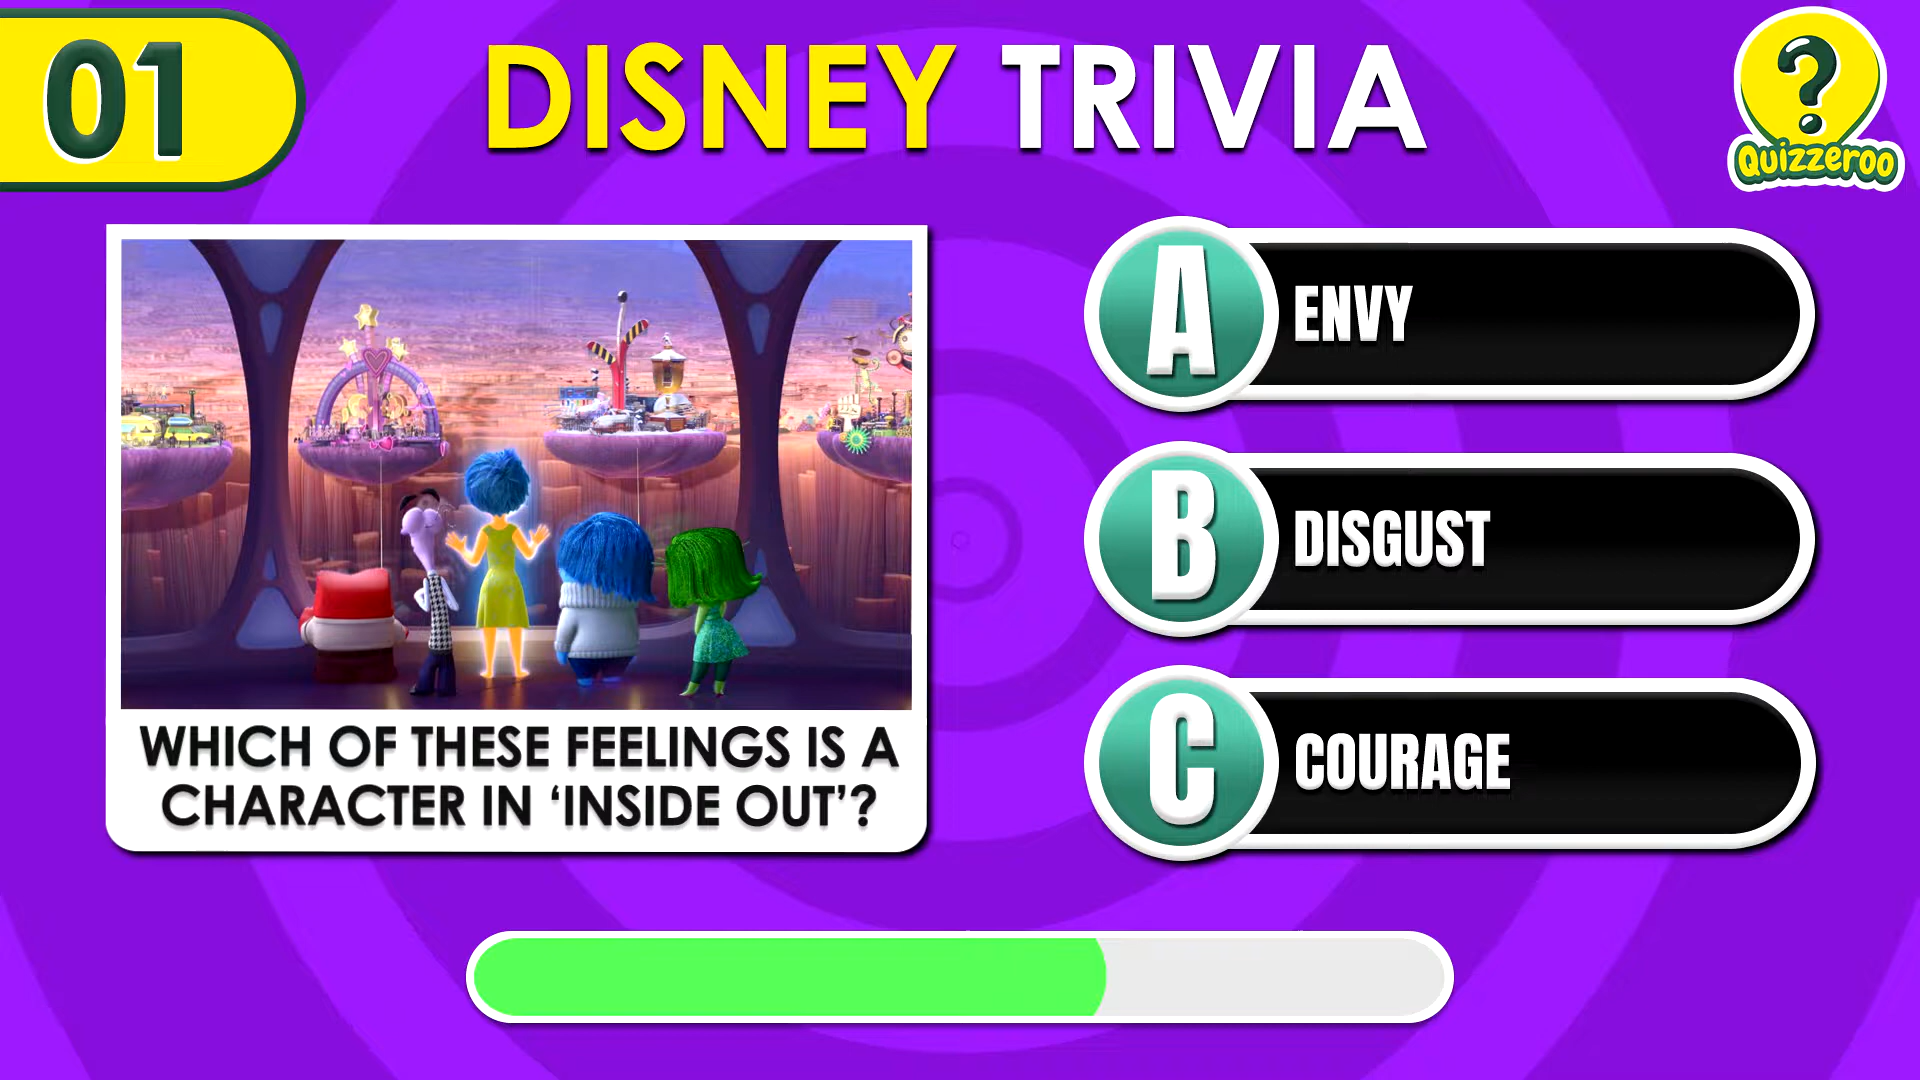 01
DISNEY TRIVIA
?
Quizzeroo
WHICH OF THESE FEELINGS IS A
CHARACTER IN ‘INSIDE OUT’?
A ENVY
B DISGUST
C COURAGE